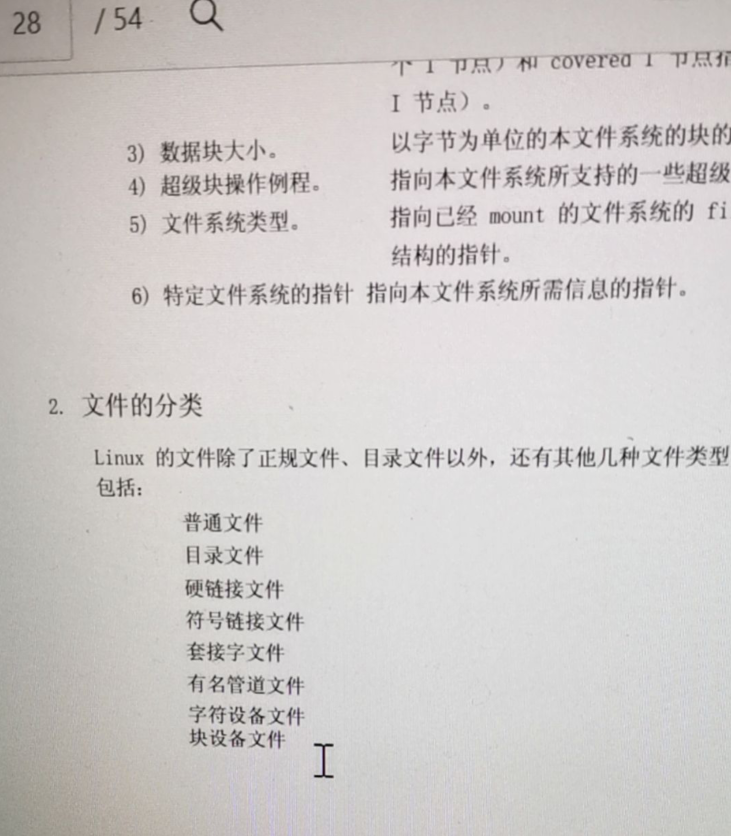 28 / 54
个 I 节点）和 covered I 节点指
I 节点）。
3) 数据块大小。 以字节为单位的本文件系统的块的
4) 超级块操作例程。 指向本文件系统所支持的一些超级
5) 文件系统类型。 指向已经 mount 的文件系统的 fi
结构的指针。
6) 特定文件系统的指针 指向本文件系统所需信息的指针。
2. 文件的分类
Linux 的文件除了正规文件、目录文件以外，还有其他几种文件类型
包括：
普通文件
目录文件
硬链接文件
符号链接文件
套接字文件
有名管道文件
字符设备文件
块设备文件